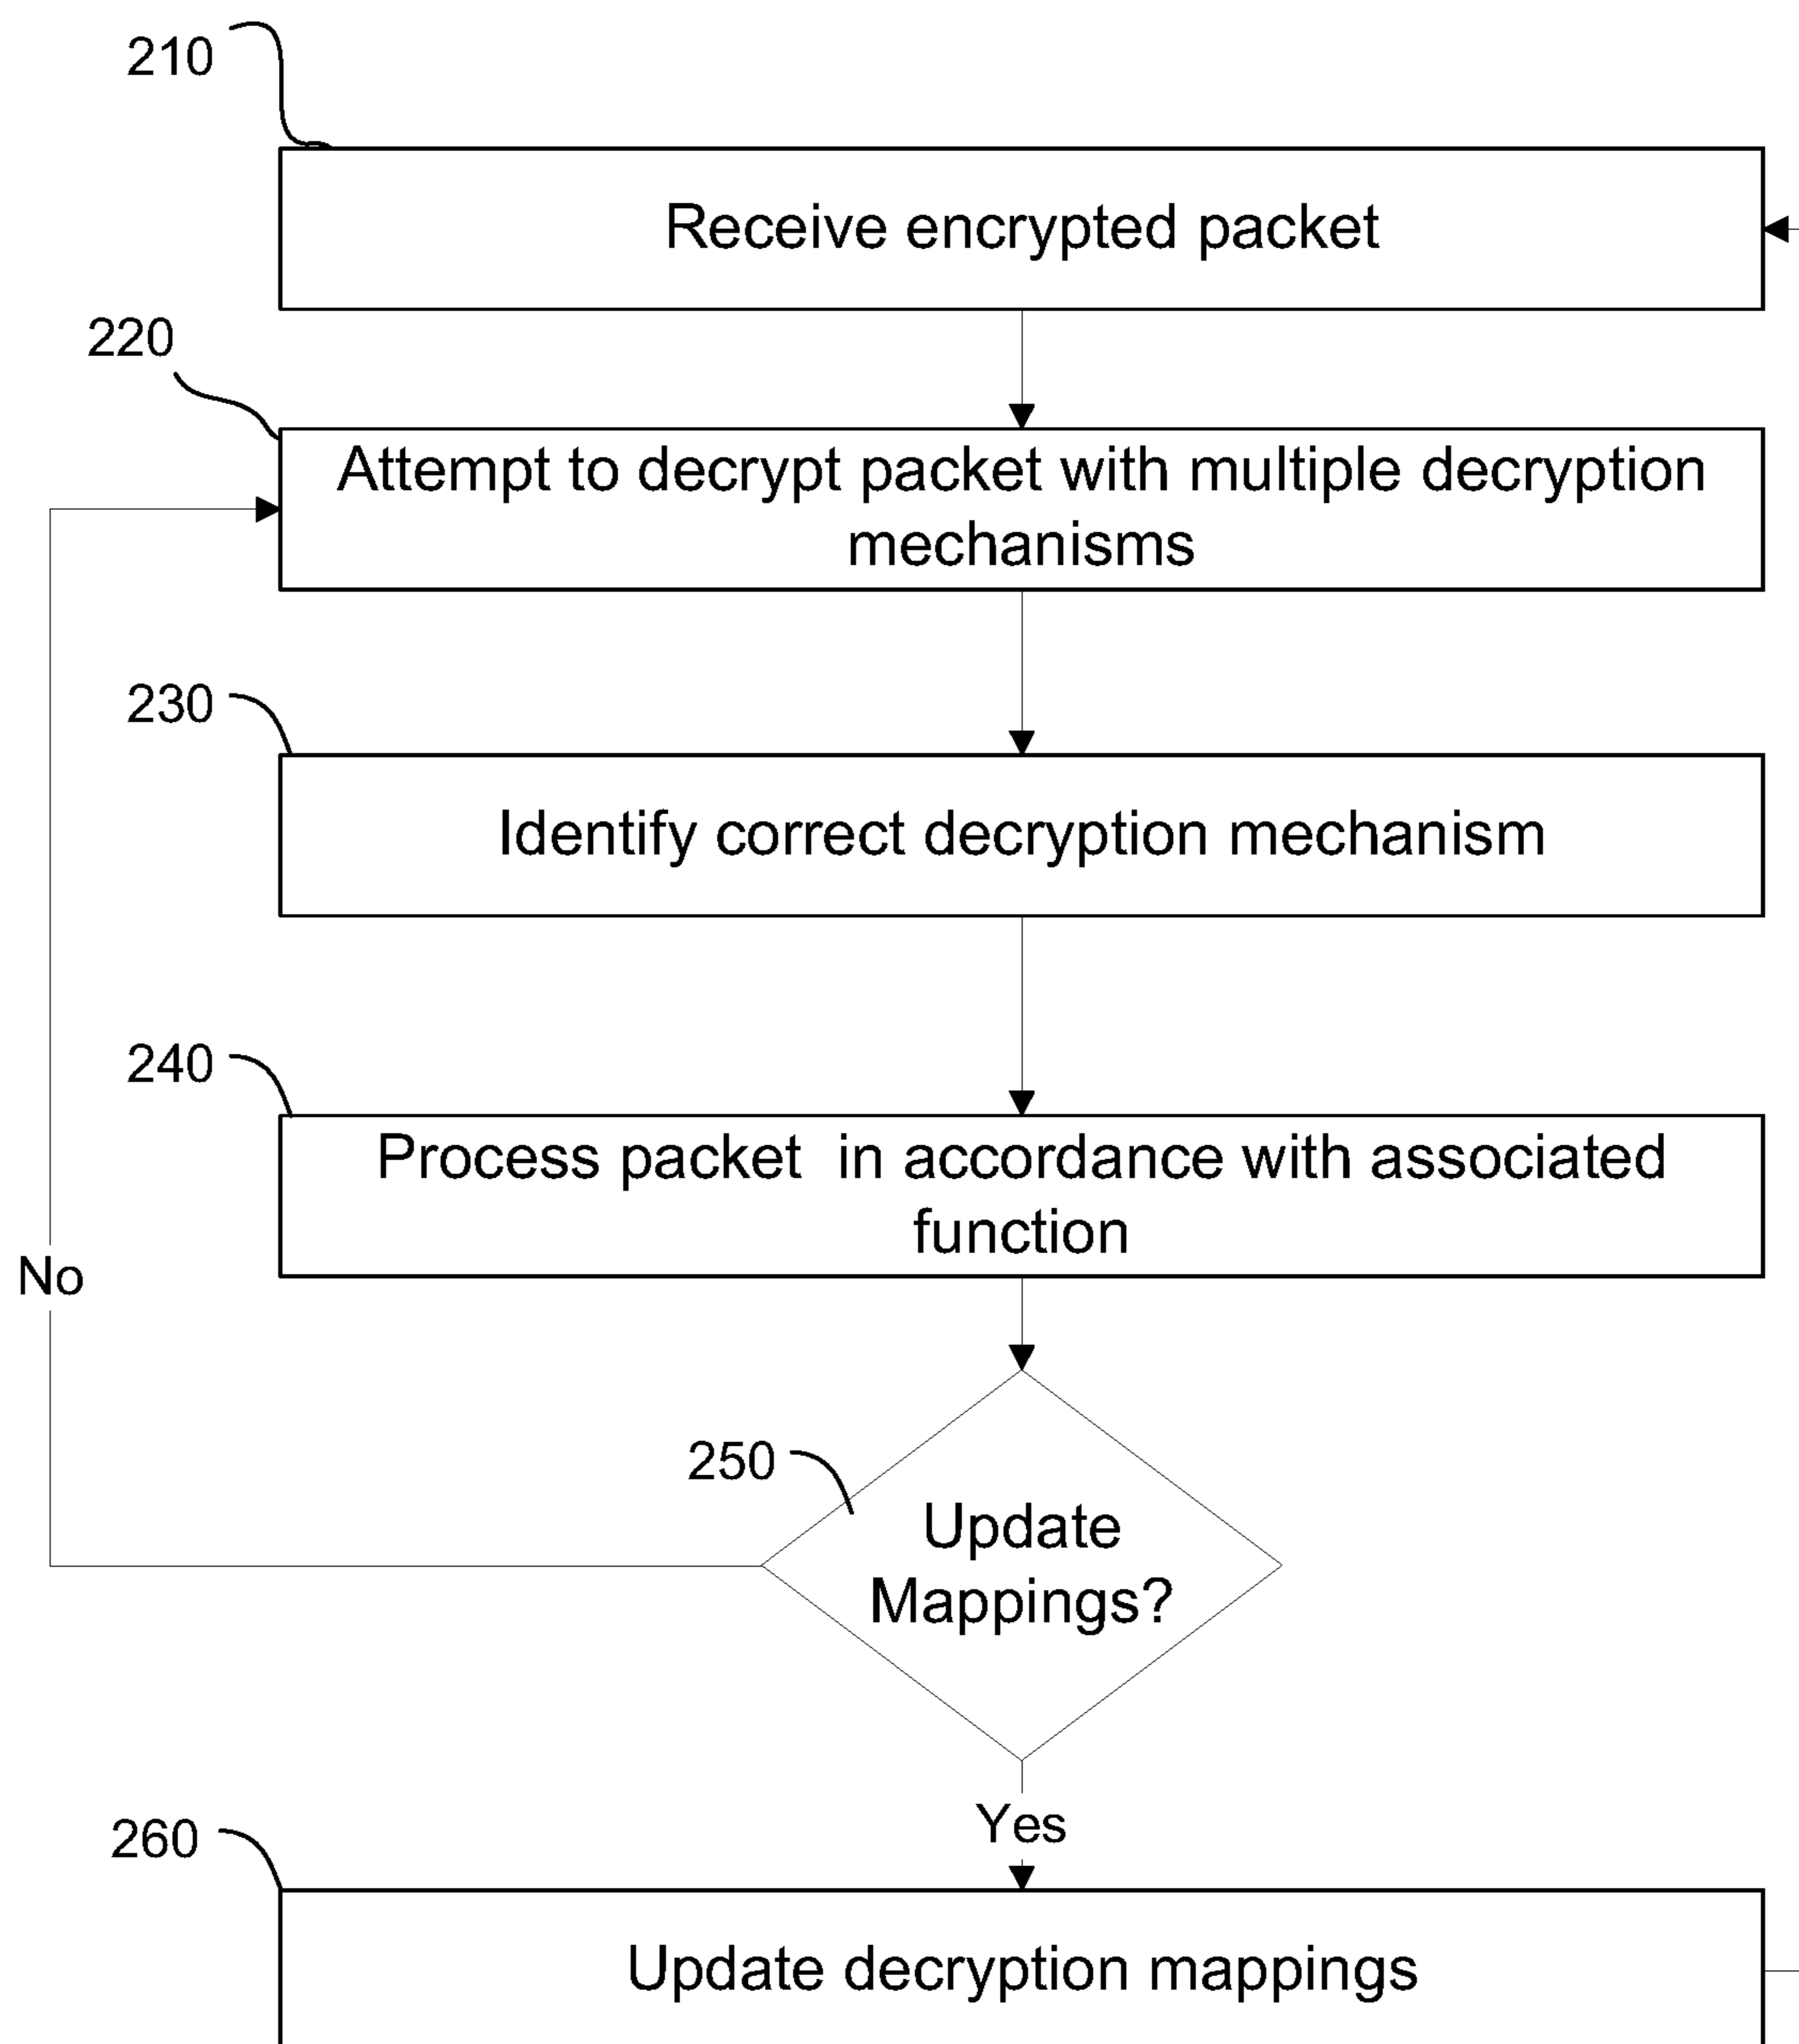 210
Receive encrypted packet
220
Attempt to decrypt packet with multiple decryption
mechanisms
230
Identify correct decryption mechanism
240
Process packet  in accordance with associated
function
No
250
Update
Mappings?
Yes
260
Update decryption mappings